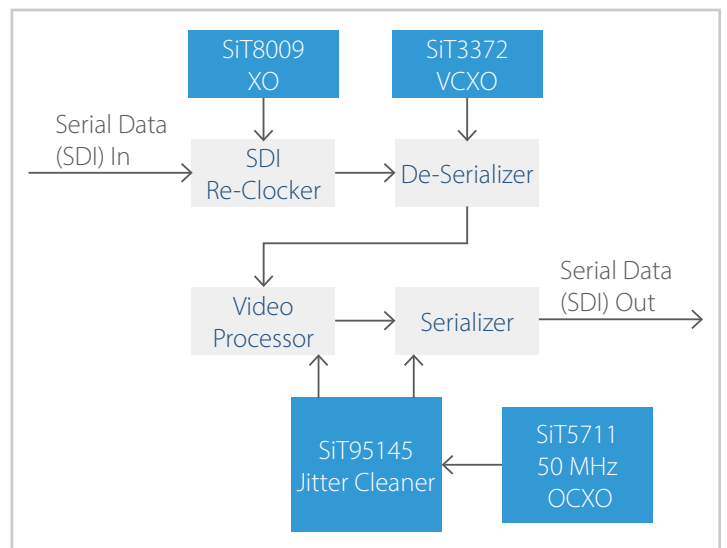 SiT8009
XO
SiT3372
VCXO
Serial Data
(SDI) In
SDI
Re-Clocker
De-Serializer
Video
Processor
Serializer
Serial Data
(SDI) Out
SiT95145
Jitter Cleaner
SiT5711
50 MHz
OCXO